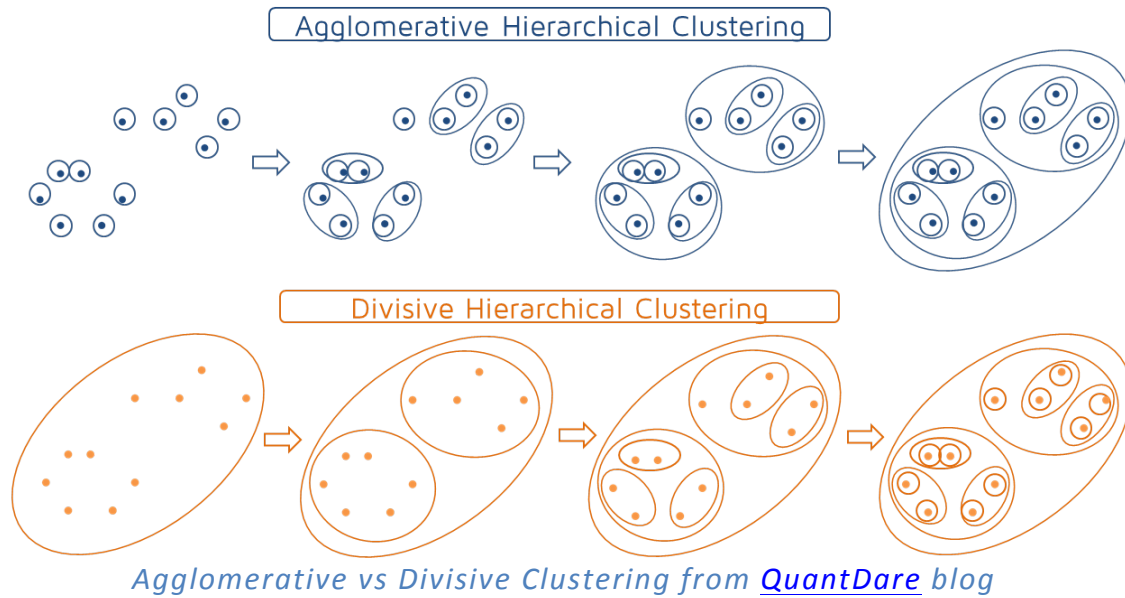 Agglomerative Hierarchical Clustering
Divisive Hierarchical Clustering
Agglomerative vs Divisive Clustering from QuantDare blog